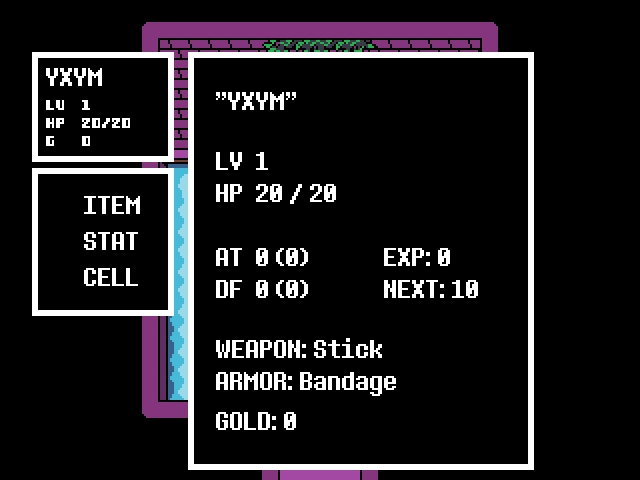 YXYM
LV 1
HP 20/20
G 0
ITEM
STAT
CELL
"YXYM"
LV 1
HP 20 / 20
AT 0 (0) EXP: 0
DF 0 (0) NEXT: 10
WEAPON: Stick
ARMOR: Bandage
GOLD: 0